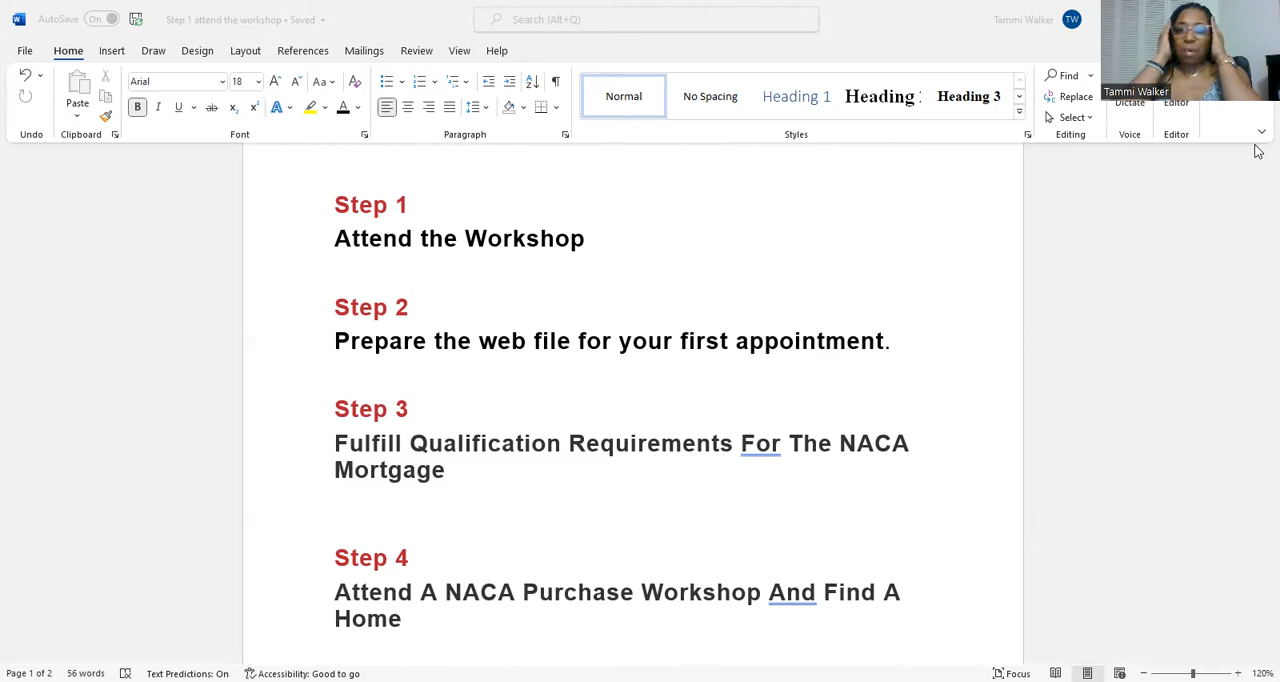 AutoSave On Step 1 attend the workshop • Saved Search (Alt+Q) Tammi Walker TW
File Home Insert Draw Design Layout References Mailings Review View Help
Paste Arial 18 Aa Find
B I U ab x₂ x² A A Normal No Spacing Heading 1 Heading Heading 3 Replace
Tammi Walker
Dictate Editor
Select
Undo Clipboard Font Paragraph Styles Editing Voice Editor
Step 1
Attend the Workshop
Step 2
Prepare the web file for your first appointment.
Step 3
Fulfill Qualification Requirements For The NACA
Mortgage
Step 4
Attend A NACA Purchase Workshop And Find A
Home
Page 1 of 2 56 words Text Predictions: On Accessibility: Good to go Focus 120%